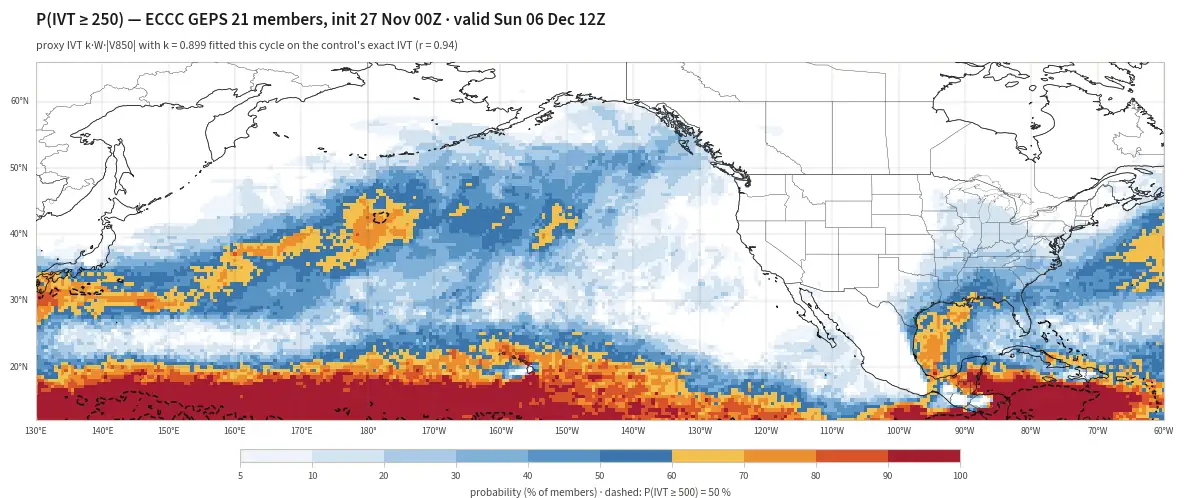 P(IVT ≥ 250) — ECCC GEPS 21 members, init 27 Nov 00Z · valid Sun 06 Dec 12Z
proxy IVT k·W·|V850| with k = 0.899 fitted this cycle on the control's exact IVT (r = 0.94)
60°N
50°N
40°N
30°N
20°N
130°E 140°E 150°E 160°E 170°E 180° 170°W 160°W 150°W 140°W 130°W 120°W 110°W 100°W 90°W 80°W 70°W 60°W
5 10 20 30 40 50 60 70 80 90 100
probability (% of members) · dashed: P(IVT ≥ 500) = 50 %